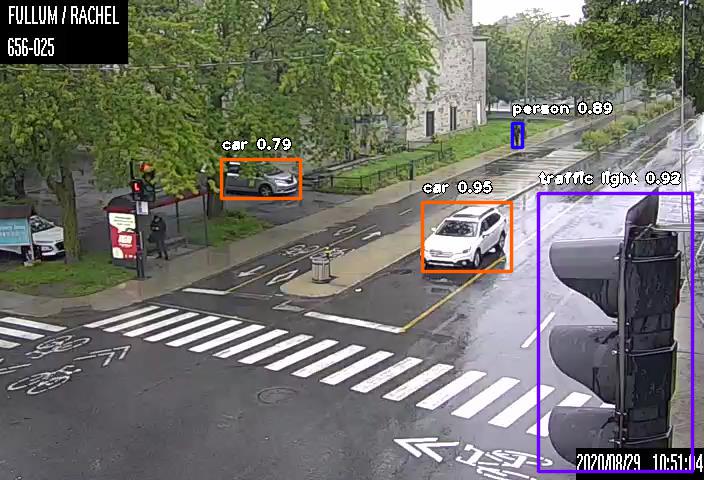 FULLUM / RACHEL
656-025
person 0.89
car 0.79
traffic light 0.92
car 0.95
2020/08/29 10:51:04